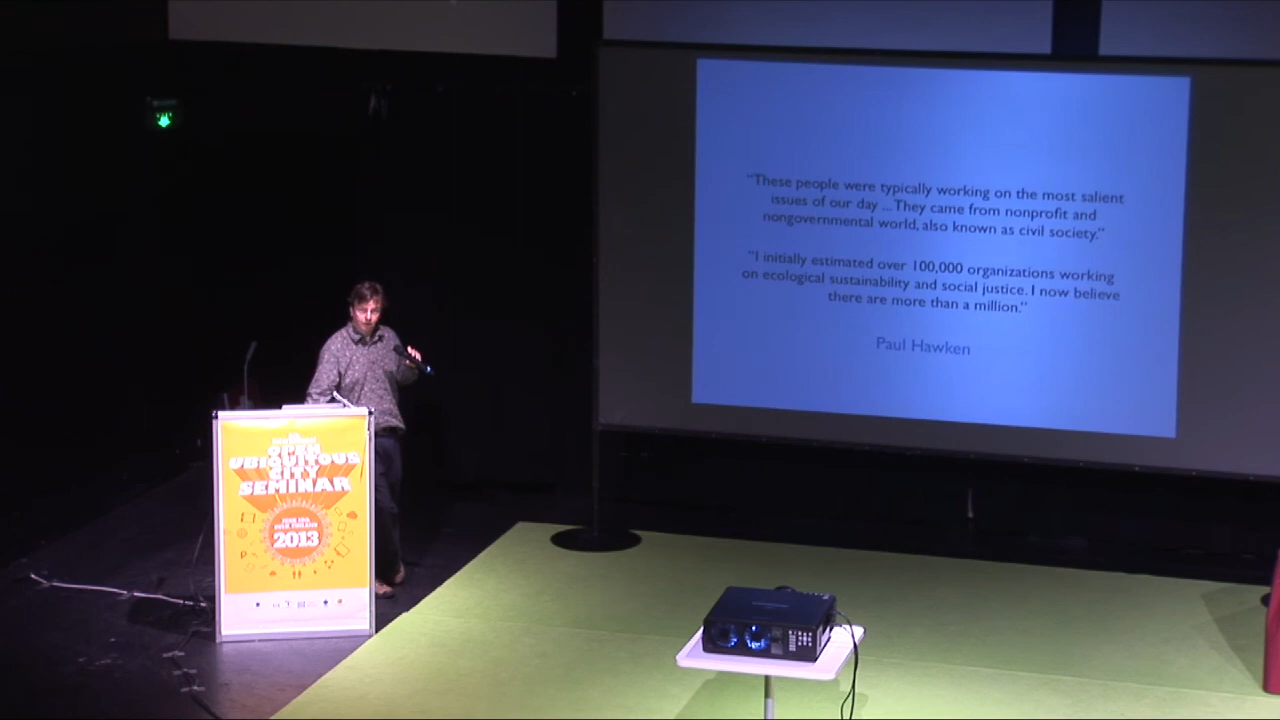 “These people were typically working on the most salient
issues of our day ... They came from nonprofit and
nongovernmental world, also known as civil society.”
“I initially estimated over 100,000 organizations working
on ecological sustainability and social justice. I now believe
there are more than a million.”
Paul Hawken
OPEN
UBIQUITOUS
CITY
SEMINAR
2013